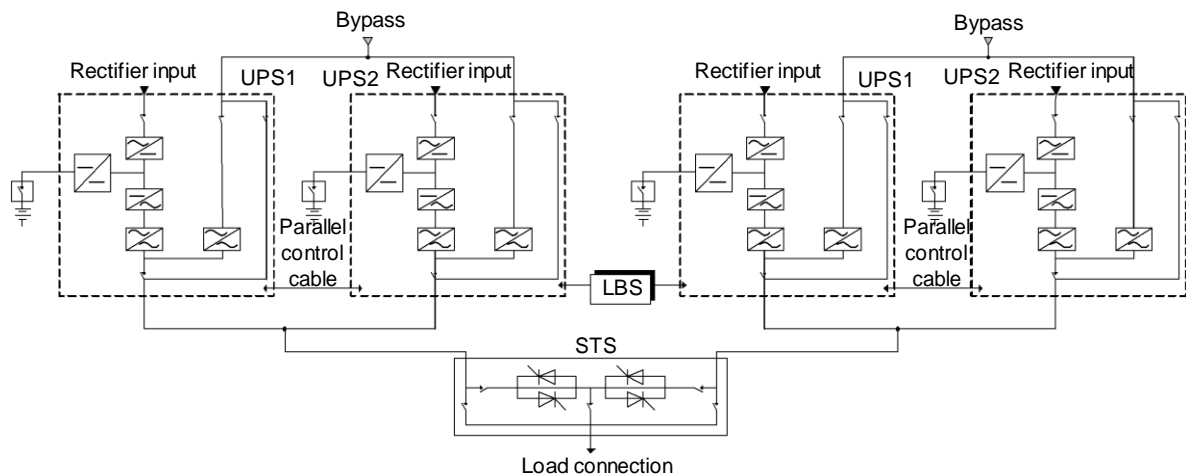 Bypass
Bypass
Rectifier input
UPS1
UPS2
Rectifier input
Rectifier input
UPS1
UPS2
Rectifier input
Parallel
control
cable
LBS
Parallel
control
cable
STS
Load connection